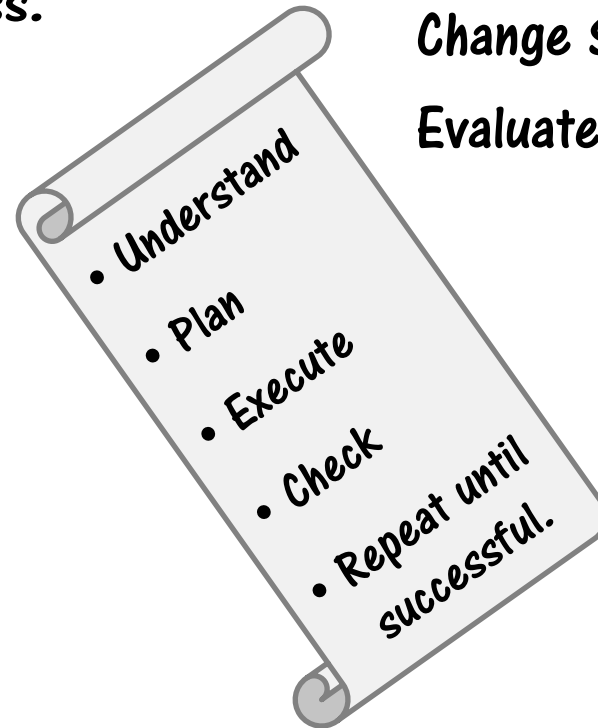 Change
Evaluate
• Understand
• Plan
• Execute
• Check
• Repeat until
successful.